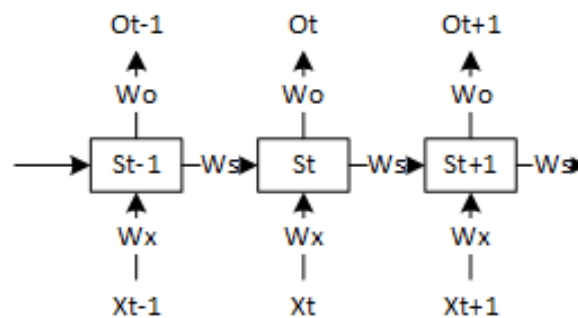 Ot-1 Ot Ot+1
Wo Wo Wo
St-1 Ws St Ws St+1 Ws
Wx Wx Wx
Xt-1 Xt Xt+1